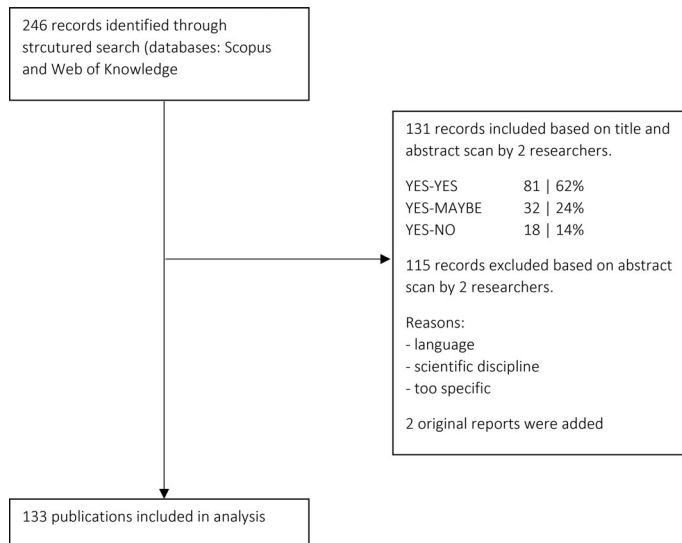 246 records identified through
strcutured search (databases: Scopus
and Web of Knowledge
131 records included based on title and
abstract scan by 2 researchers.
YES-YES 81 | 62%
YES-MAYBE 32 | 24%
YES-NO 18 | 14%
115 records excluded based on abstract
scan by 2 researchers.
Reasons:
- language
- scientific discipline
- too specific
2 original reports were added
133 publications included in analysis